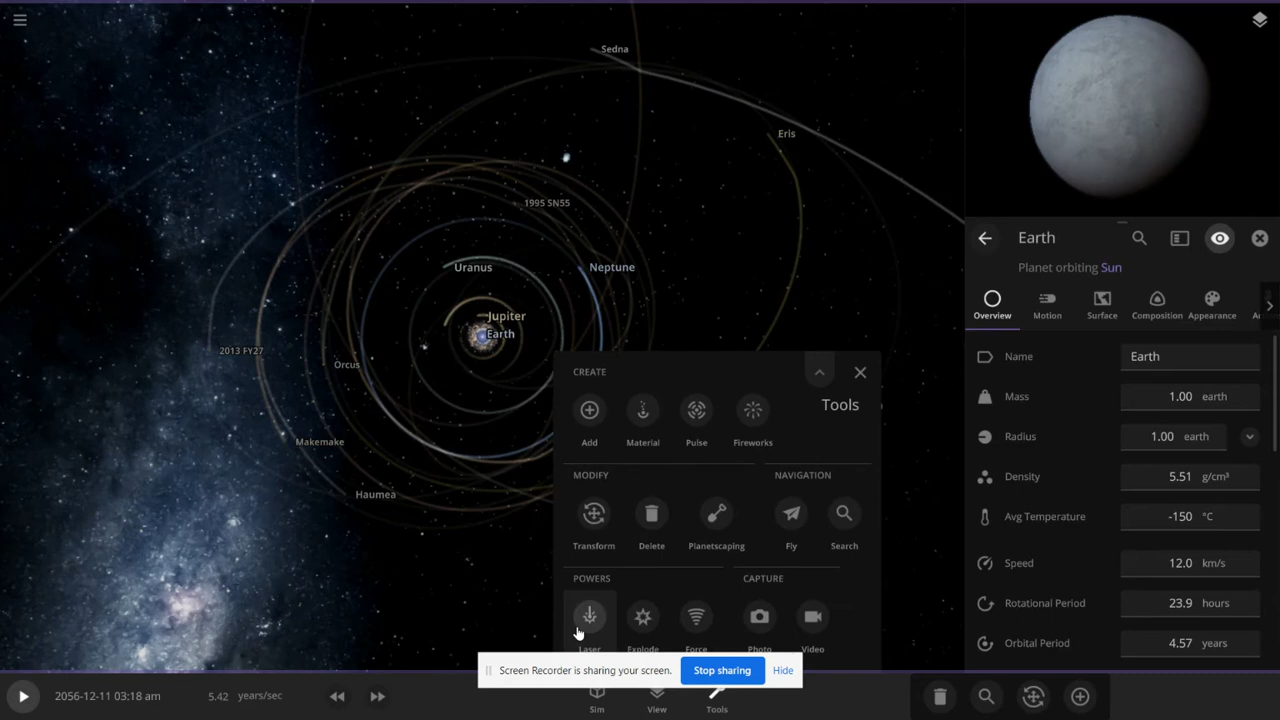 Sedna
Eris
1995 SN55
Uranus
Neptune
Jupiter
Earth
2013 FY27
Orcus
Makemake
Haumea
CREATE
Tools
Add
Material
Pulse
Fireworks
MODIFY
NAVIGATION
Transform
Delete
Planetscaping
Fly
Search
POWERS
CAPTURE
Laser
Explode
Force
Photo
Video
Screen Recorder is sharing your screen.
Stop sharing
Hide
2056-12-11 03:18 am
5.42 years/sec
Sim
View
Tools
Earth
Planet orbiting Sun
Overview
Motion
Surface
Composition
Appearance
Name Earth
Mass 1.00 earth
Radius 1.00 earth
Density 5.51 g/cm³
Avg Temperature -150 °C
Speed 12.0 km/s
Rotational Period 23.9 hours
Orbital Period 4.57 years